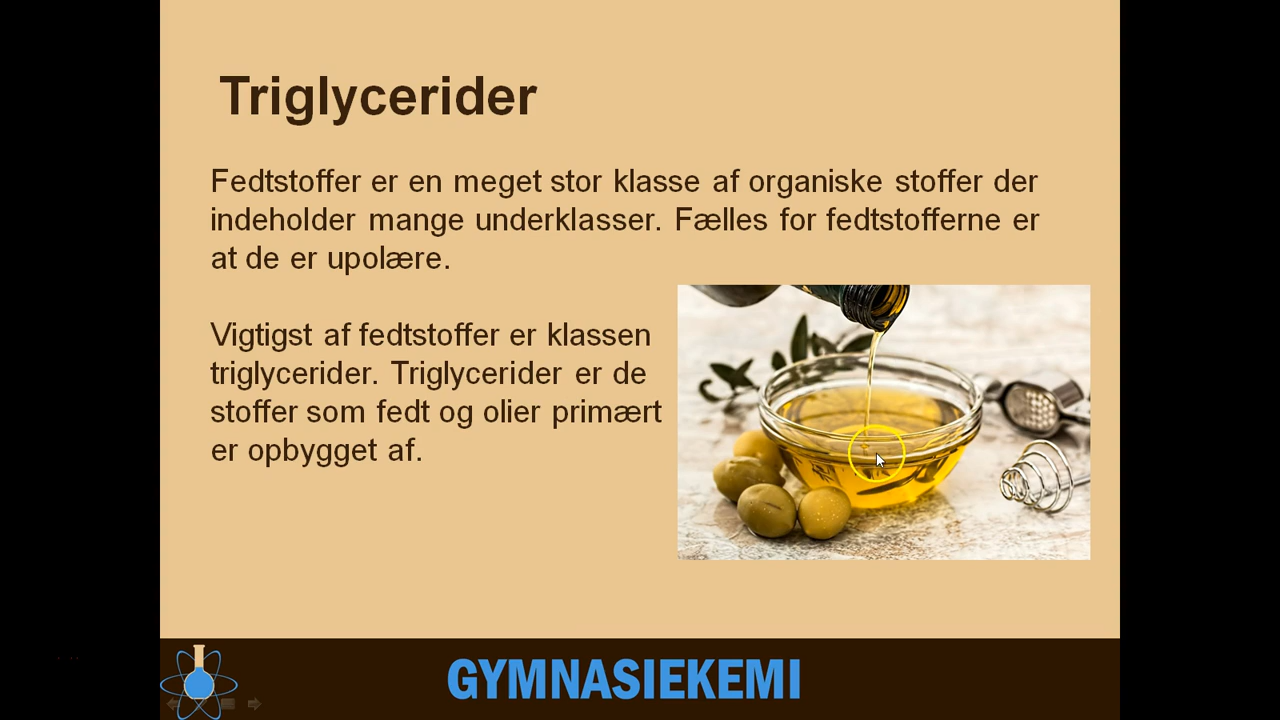 Triglycerider
Fedtstoffer er en meget stor klasse af organiske stoffer der
indeholder mange underklasser. Fælles for fedtstofferne er
at de er upolære.
Vigtigst af fedtstoffer er klassen
triglycerider. Triglycerider er de
stoffer som fedt og olier primært
er opbygget af.
GYMNASIEKEMI